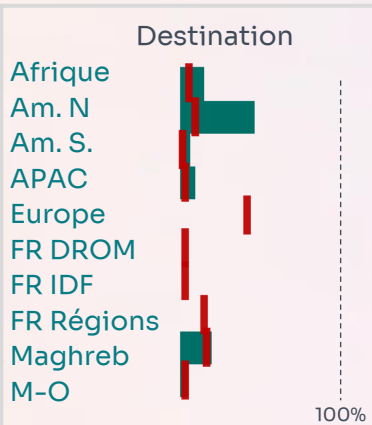 Destination
Afrique
Am. N
Am. S.
APAC
Europe
FR DROM
FR IDF
FR Régions
Maghreb
M-O
100%